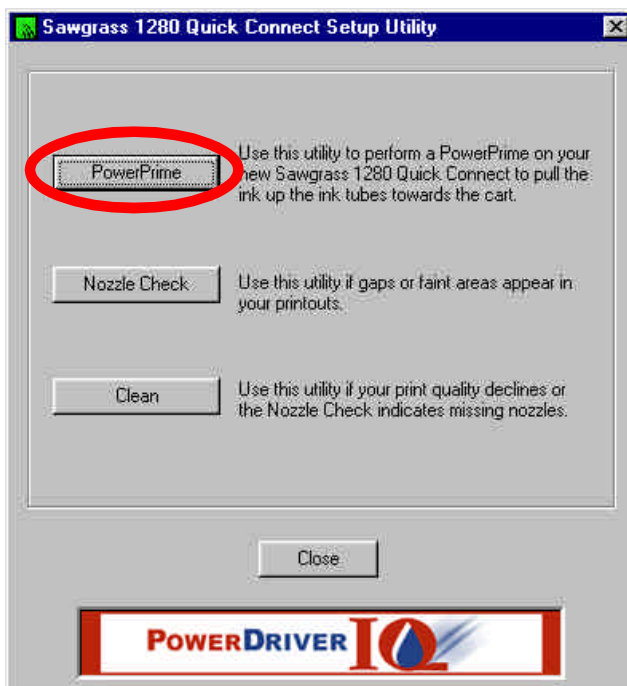 Sawgrass 1280 Quick Connect Setup Utility
PowerPrime
Use this utility to perform a PowerPrime on your
new Sawgrass 1280 Quick Connect to pull the
ink up the ink tubes towards the cart.
Nozzle Check
Use this utility if gaps or faint areas appear in
your printouts.
Clean
Use this utility if your print quality declines or
the Nozzle Check indicates missing nozzles.
Close
POWERDRIVER IQ